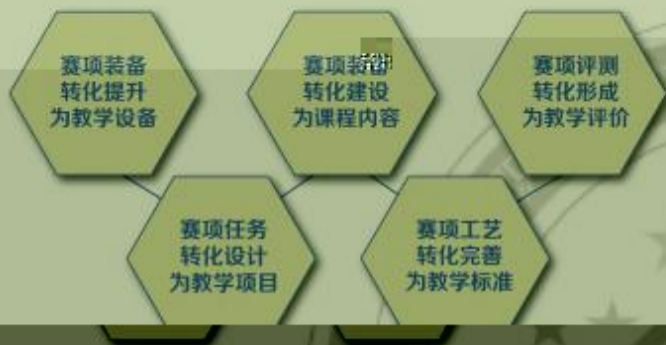 赛项装备
转化提升
为教学设备
赛项装
转化建设
为课程内容
赛项评测
转化形成
为教学评价
赛项任务
转化设计
为教学项目
赛项工艺
转化完善
为教学标准